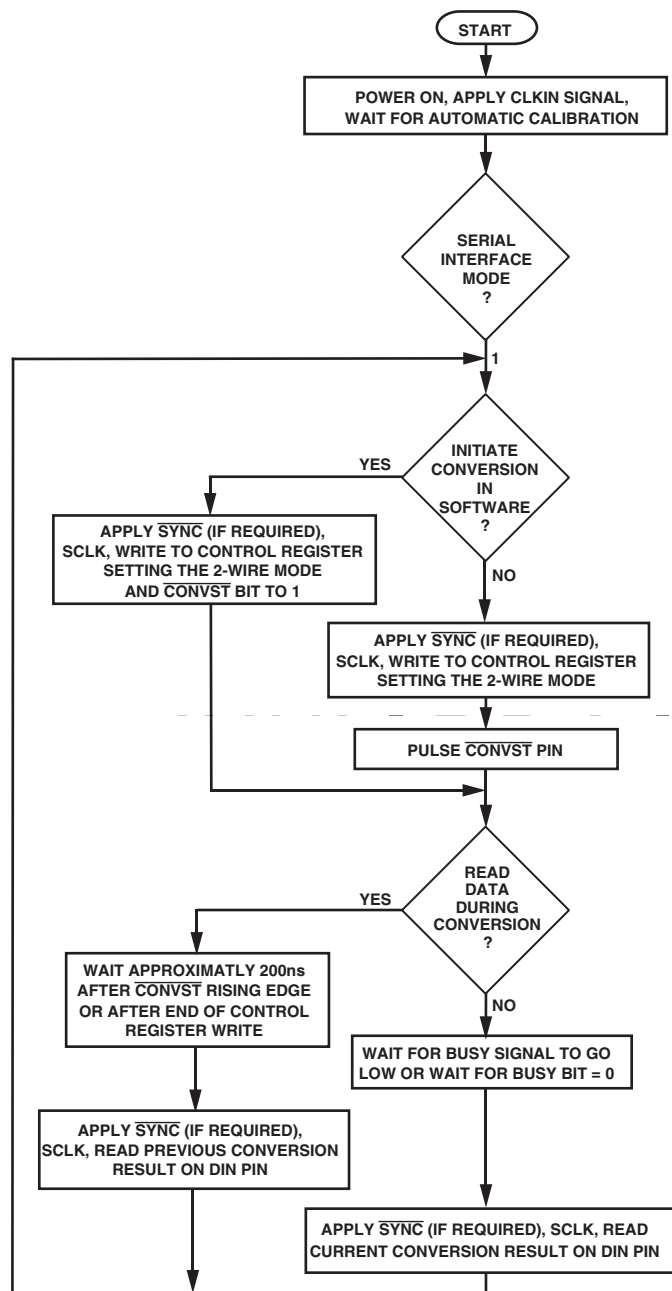 START
POWER ON, APPLY CLKIN SIGNAL,
WAIT FOR AUTOMATIC CALIBRATION
SERIAL
INTERFACE
MODE
?
1
INITIATE
CONVERSION
IN
SOFTWARE
?
YES
APPLY SYNC (IF REQUIRED),
SCLK, WRITE TO CONTROL REGISTER
SETTING THE 2-WIRE MODE
AND CONVST BIT TO 1
NO
APPLY SYNC (IF REQUIRED),
SCLK, WRITE TO CONTROL REGISTER
SETTING THE 2-WIRE MODE
PULSE CONVST PIN
READ
DATA
DURING
CONVERSION
?
YES
WAIT APPROXIMATLY 200ns
AFTER CONVST RISING EDGE
OR AFTER END OF CONTROL
REGISTER WRITE
NO
WAIT FOR BUSY SIGNAL TO GO
LOW OR WAIT FOR BUSY BIT = 0
APPLY SYNC (IF REQUIRED),
SCLK, READ PREVIOUS CONVERSION
RESULT ON DIN PIN
APPLY SYNC (IF REQUIRED), SCLK, READ
CURRENT CONVERSION RESULT ON DIN PIN